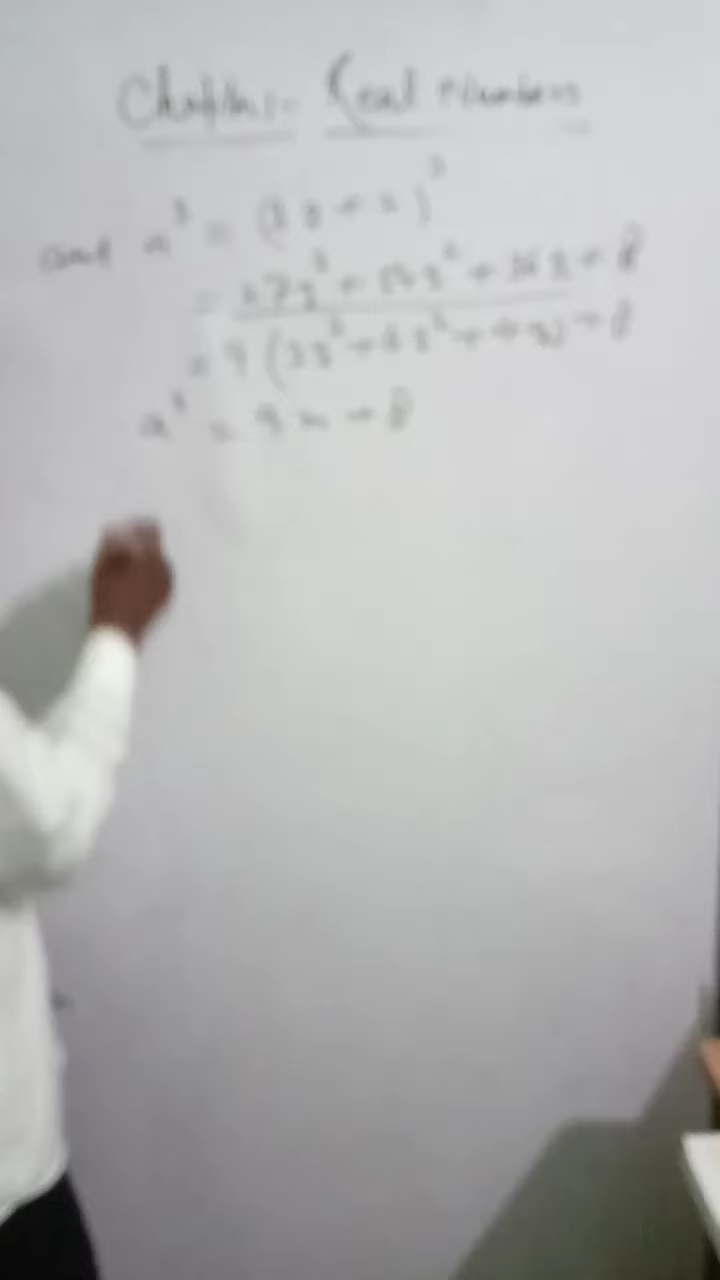 Chapter 1:- Real Numbers
and a³ = (3q + 2)³
= 27q³ + 54q² + 36q + 8
= 9 (3q³ + 6q² + 4q) + 8
a³ = 9m + 8